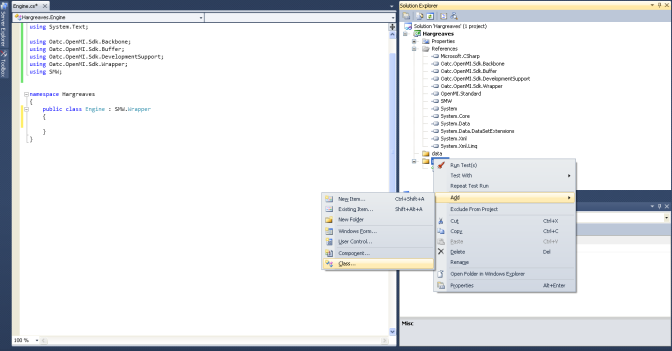 Server Explorer
Toolbox
Engine.cs*
Hargreaves.Engine
using System.Text;
using Oatc.OpenMI.Sdk.Backbone;
using Oatc.OpenMI.Sdk.Buffer;
using Oatc.OpenMI.Sdk.DevelopmentSupport;
using Oatc.OpenMI.Sdk.Wrapper;
using SMW;
namespace Hargreaves
{
public class Engine : SMW.Wrapper
{
}
}
100 %
Solution Explorer
Solution 'Hargreaves' (1 project)
Hargreaves
Properties
References
Microsoft.CSharp
Oatc.OpenMI.Sdk.Backbone
Oatc.OpenMI.Sdk.Buffer
Oatc.OpenMI.Sdk.DevelopmentSupport
Oatc.OpenMI.Sdk.Wrapper
OpenMI.Standard
SMW
System
System.Core
System.Data
System.Data.DataSetExtensions
System.Xml
System.Xml.Linq
data
Run Test(s)
Test With
Repeat Test Run
Add
Exclude From Project
Cut Ctrl+X
Copy Ctrl+C
Paste Ctrl+V
Delete Del
Rename
Open Folder in Windows Explorer
Properties Alt+Enter
New Item... Ctrl+Shift+A
Existing Item... Shift+Alt+A
New Folder
Windows Form...
User Control...
Component...
Class...
Misc